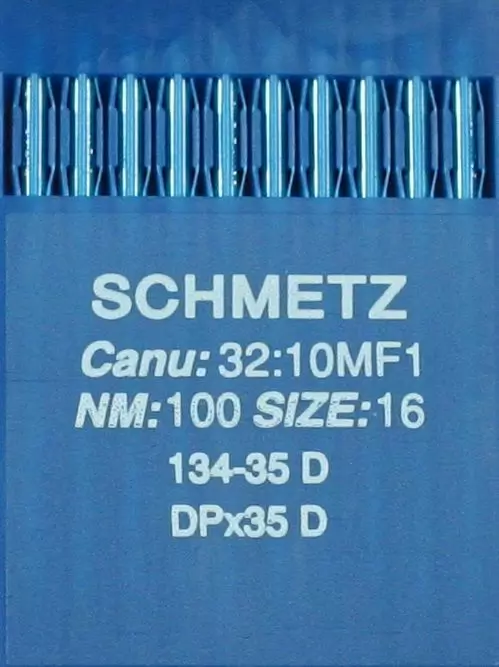 SCHMETZ
Canu: 32:10MF1
NM:100 SIZE:16
134-35 D
DPx35 D